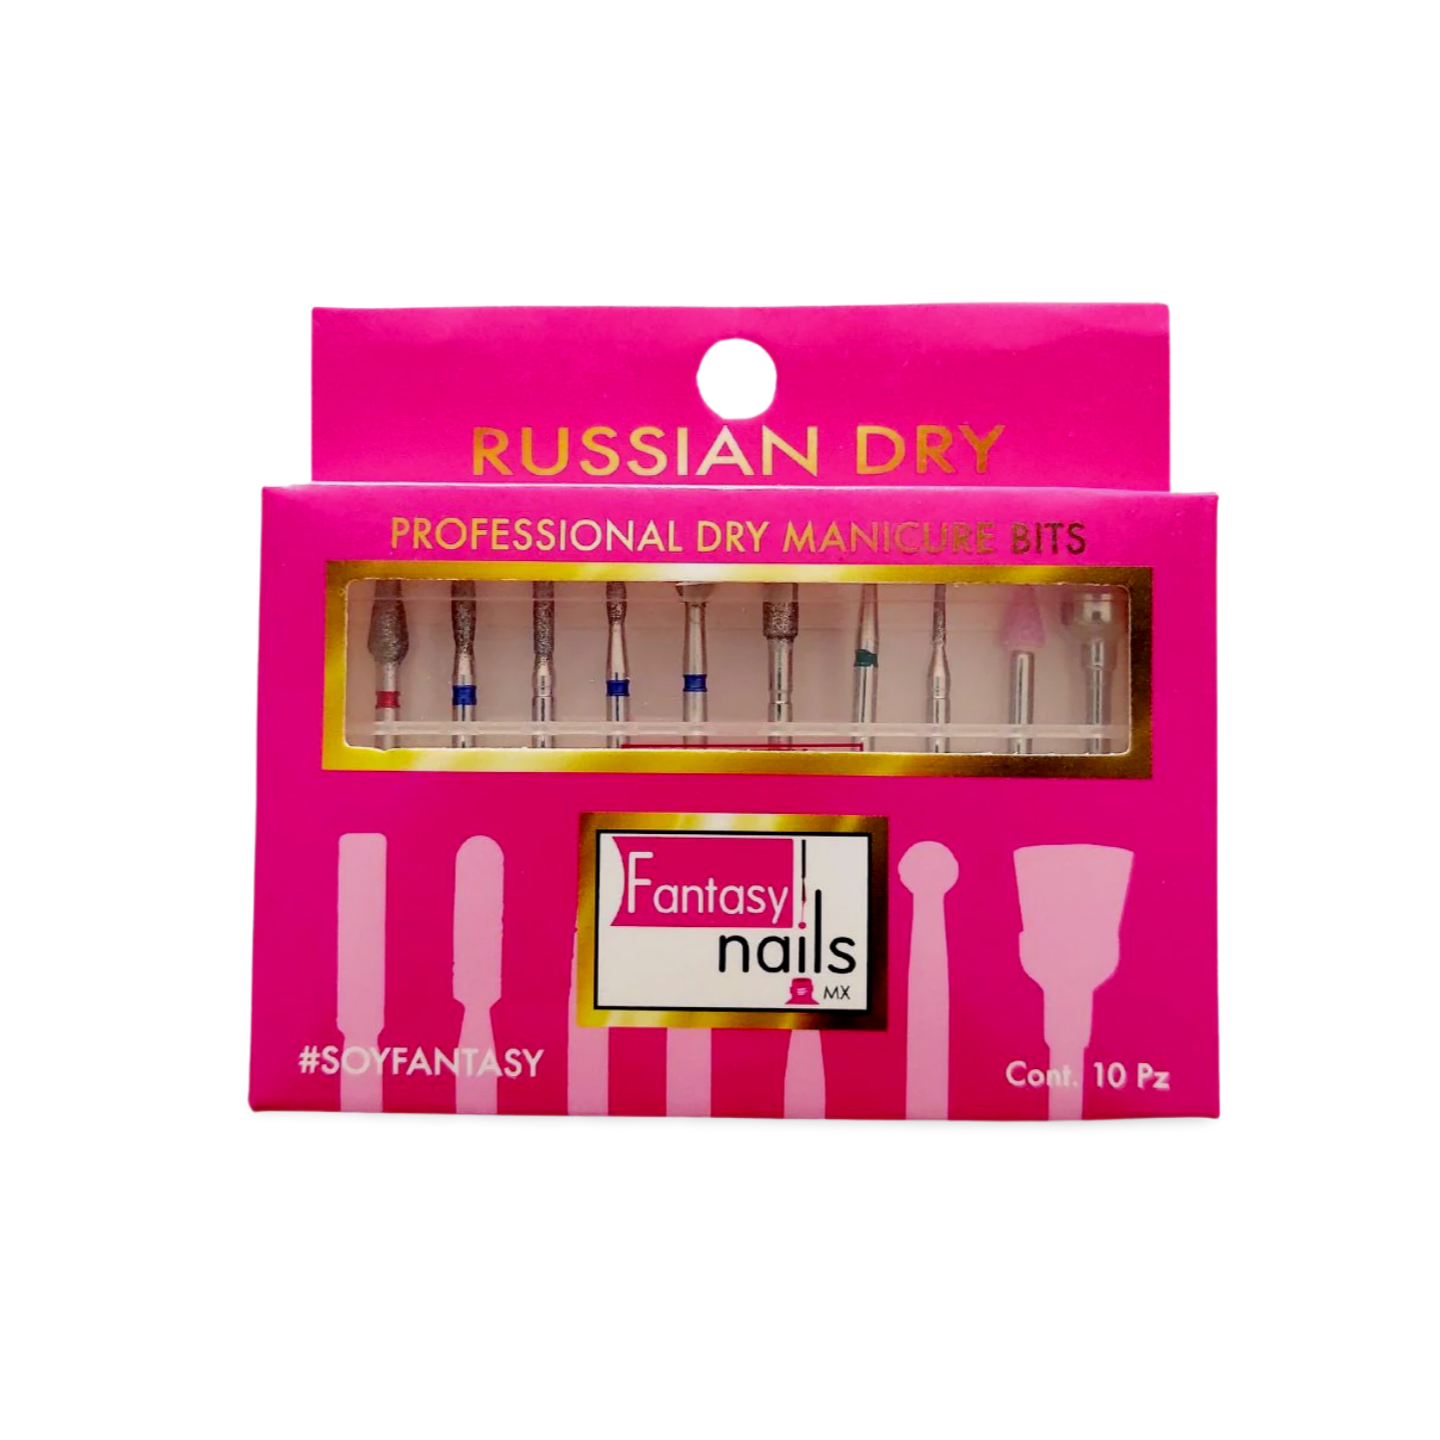 RUSSIAN DRY
PROFESSIONAL DRY MANICURE BITS
Fantasy
nails
MX
#SOYFANTASY
Cont. 10 Pz